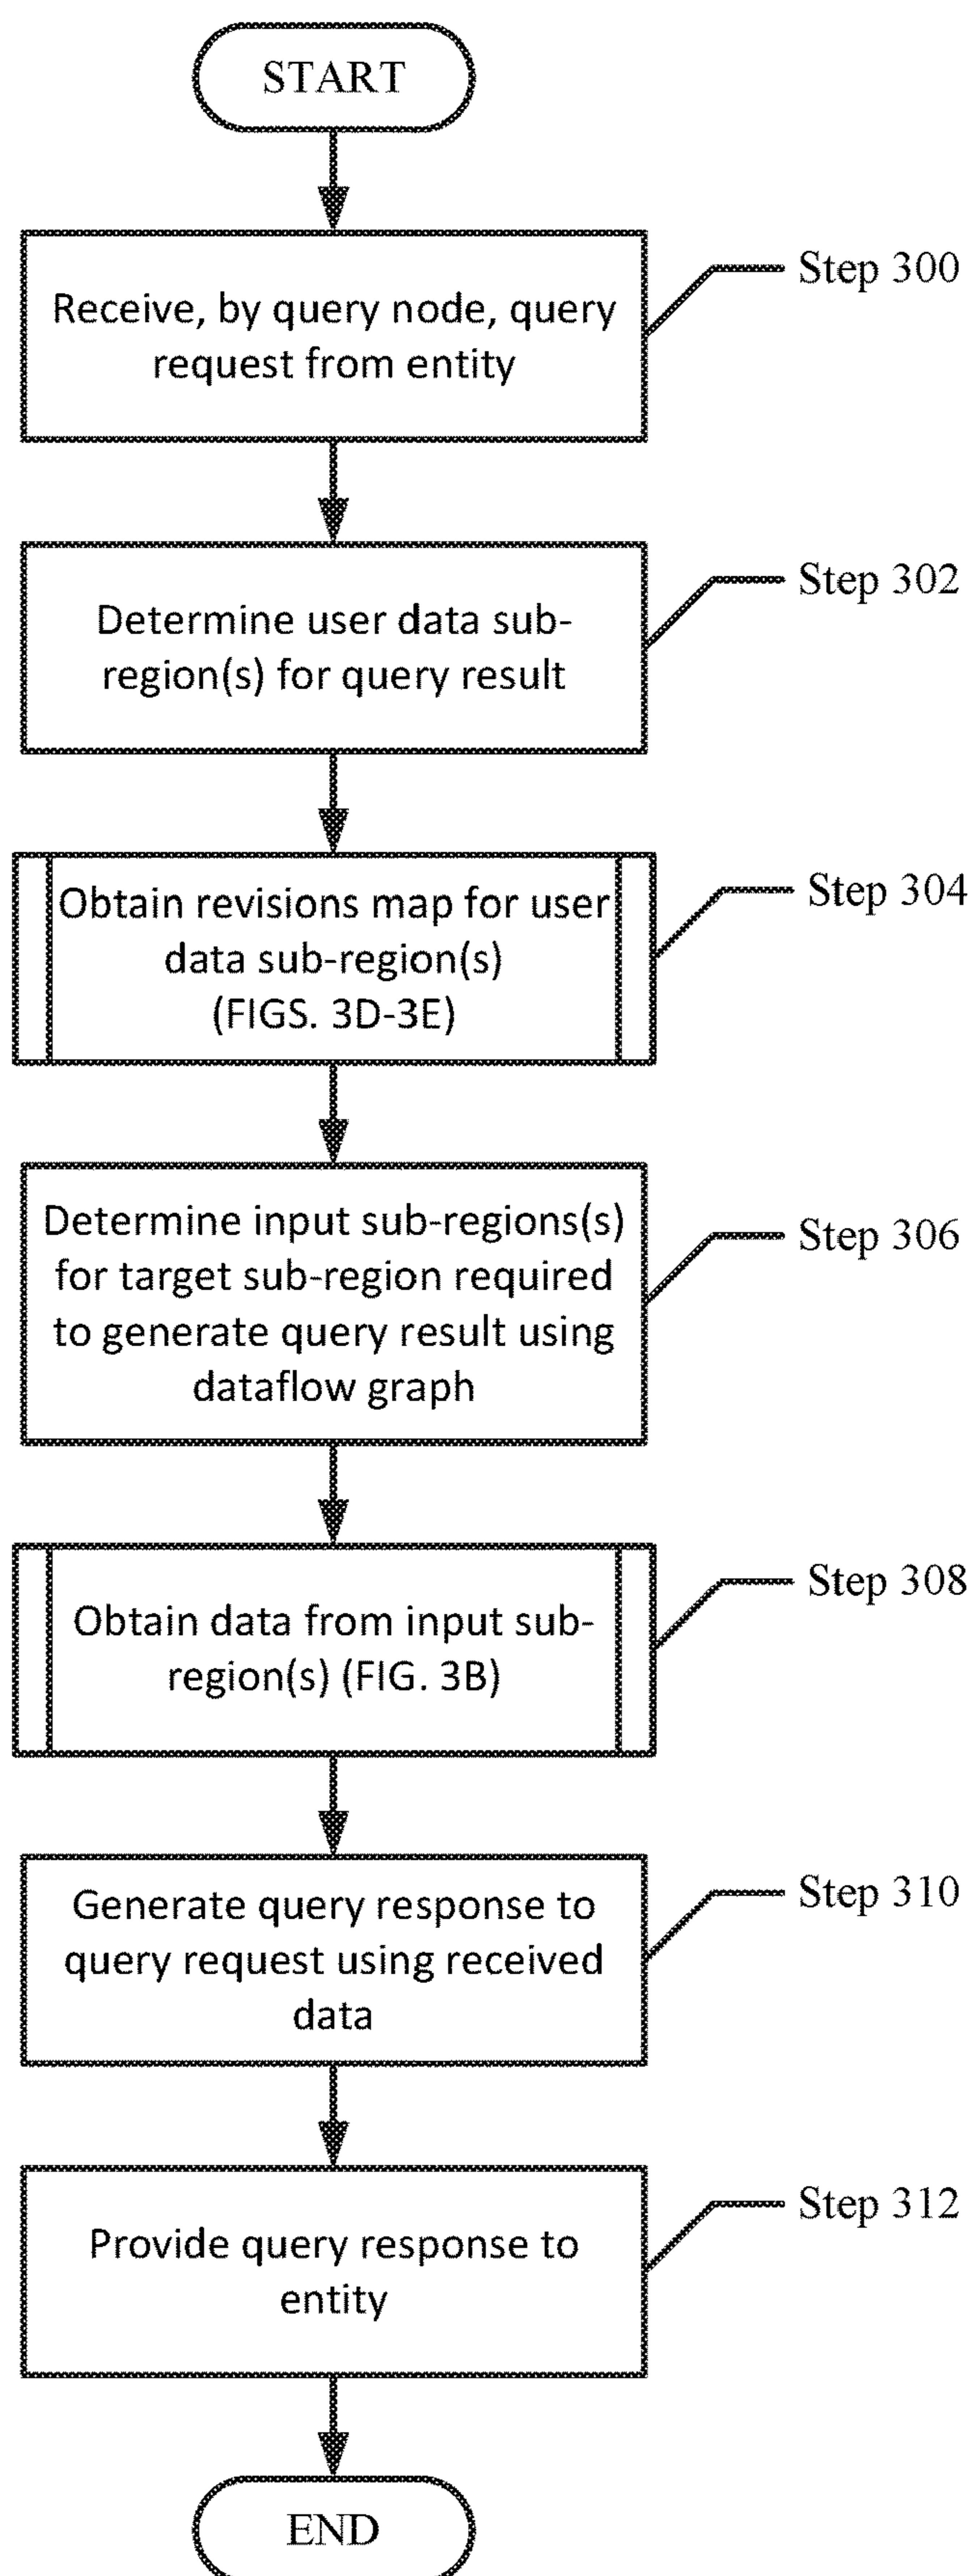 START
Receive, by query node, query
request from entity
Step 300
Determine user data sub-
region(s) for query result
Step 302
Obtain revisions map for user
data sub-region(s)
(FIGS. 3D-3E)
Step 304
Determine input sub-regions(s)
for target sub-region required
to generate query result using
dataflow graph
Step 306
Obtain data from input sub-
region(s) (FIG. 3B)
Step 308
Generate query response to
query request using received
data
Step 310
Provide query response to
entity
Step 312
END